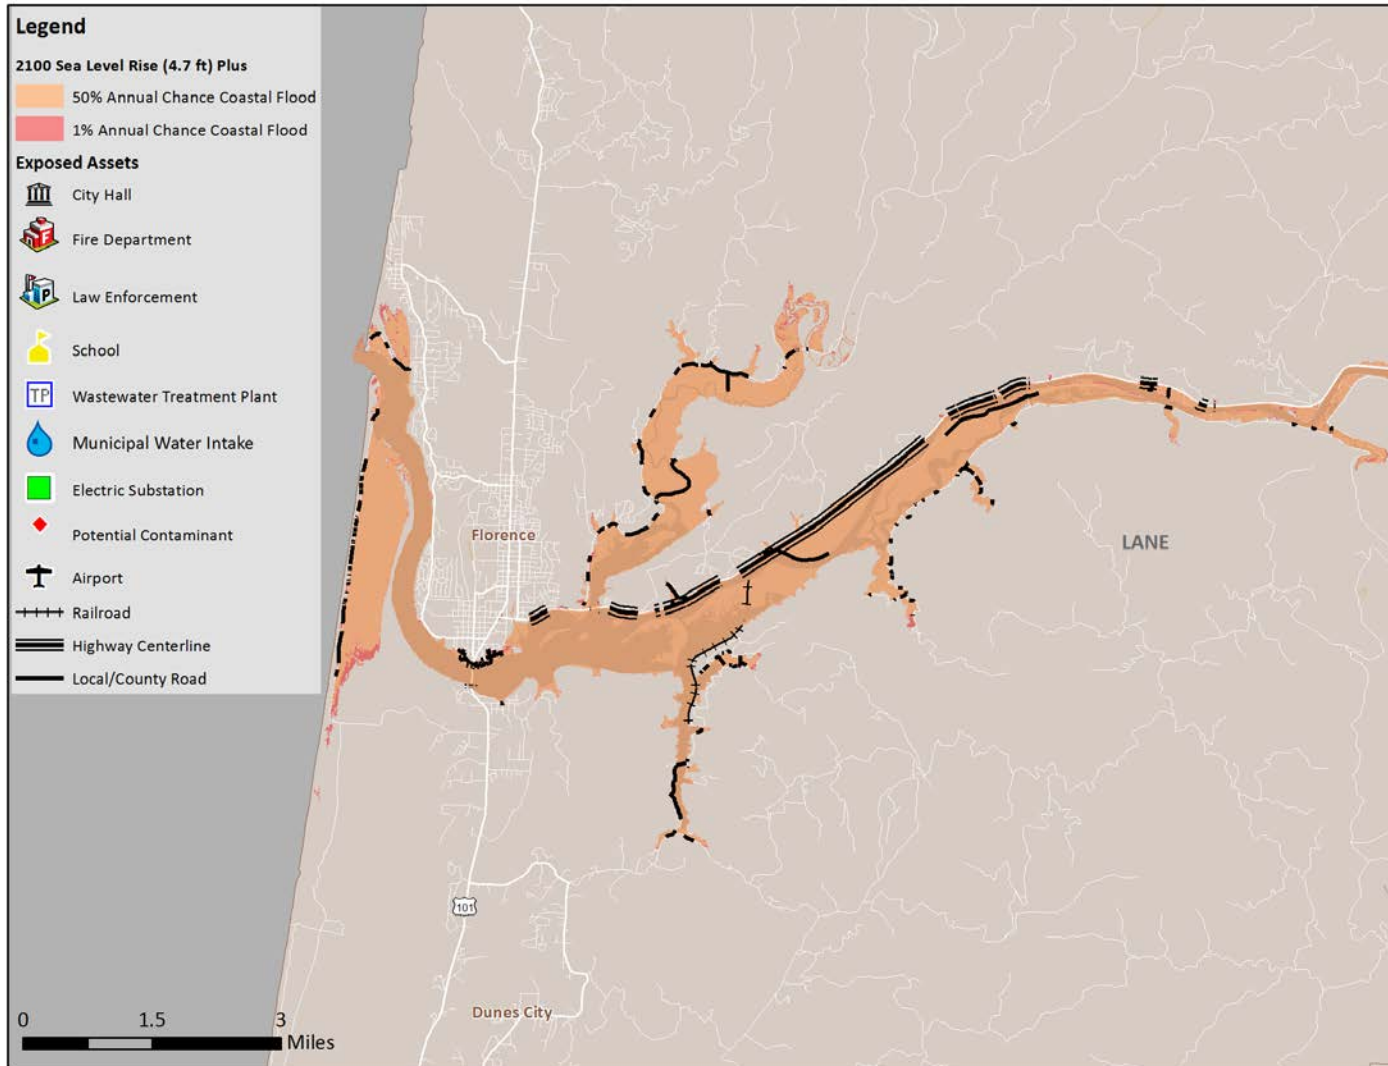 Legend
2100 Sea Level Rise (4.7 ft) Plus
50% Annual Chance Coastal Flood
1% Annual Chance Coastal Flood
Exposed Assets
City Hall
F
Fire Department
P
Law Enforcement
School
TP
Wastewater Treatment Plant
Municipal Water Intake
Electric Substation
Potential Contaminant
Airport
Railroad
Highway Centerline
Local/County Road
Florence
LANE
101
Dunes City
0 1.5 3
Miles